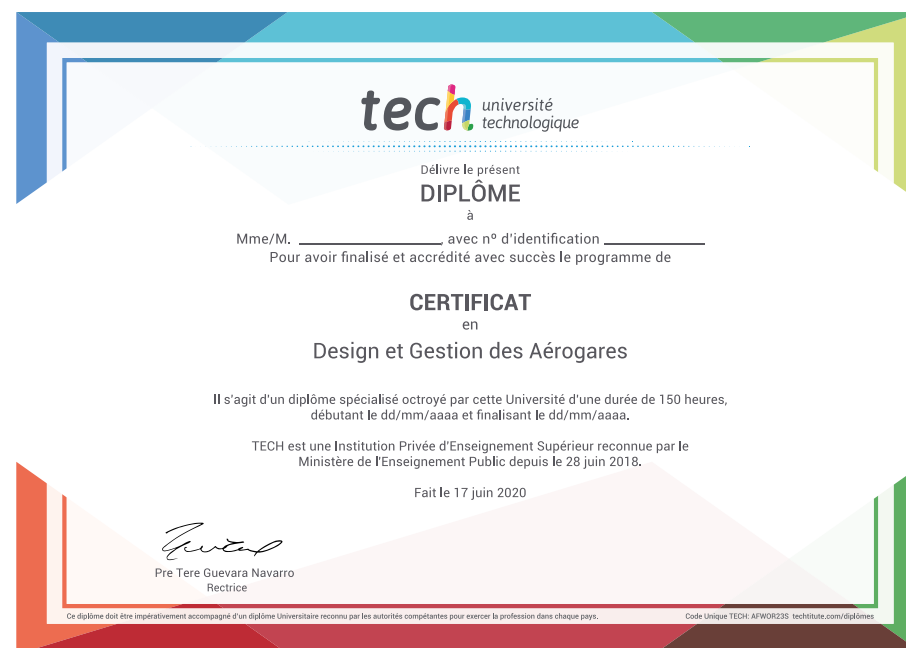 tech université
technologique
Délivre le présent
DIPLÔME
à
Mme/M. ____________________, avec nº d'identification ______________
Pour avoir finalisé et accrédité avec succès le programme de
CERTIFICAT
en
Design et Gestion des Aérogares
Il s'agit d'un diplôme spécialisé octroyé par cette Université d'une durée de 150 heures,
débutant le dd/mm/aaaa et finalisant le dd/mm/aaaa.
TECH est une Institution Privée d'Enseignement Supérieur reconnue par le
Ministère de l'Enseignement Public depuis le 28 juin 2018.
Fait le 17 juin 2020
Pre Tere Guevara Navarro
Rectrice
Ce diplôme doit être impérativement accompagné d'un diplôme Universitaire reconnu par les autorités compétantes pour exercer la profession dans chaque pays.
Code Unique TECH: AFWOR23S techtitute.com/diplômes